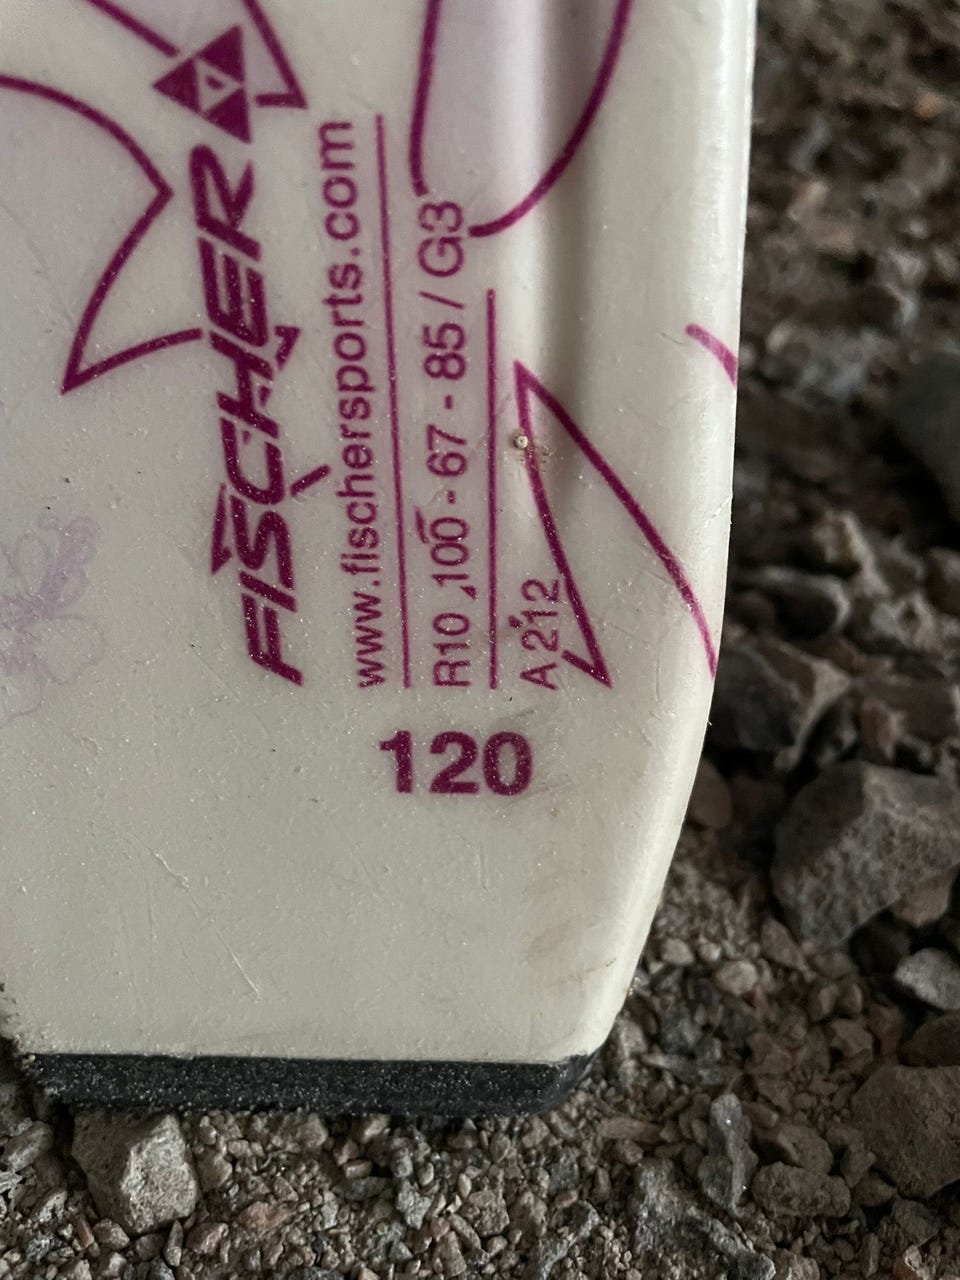 FISCHER
www.fischersports.com
R10 100 - 67 - 85 / G3
A 212
120